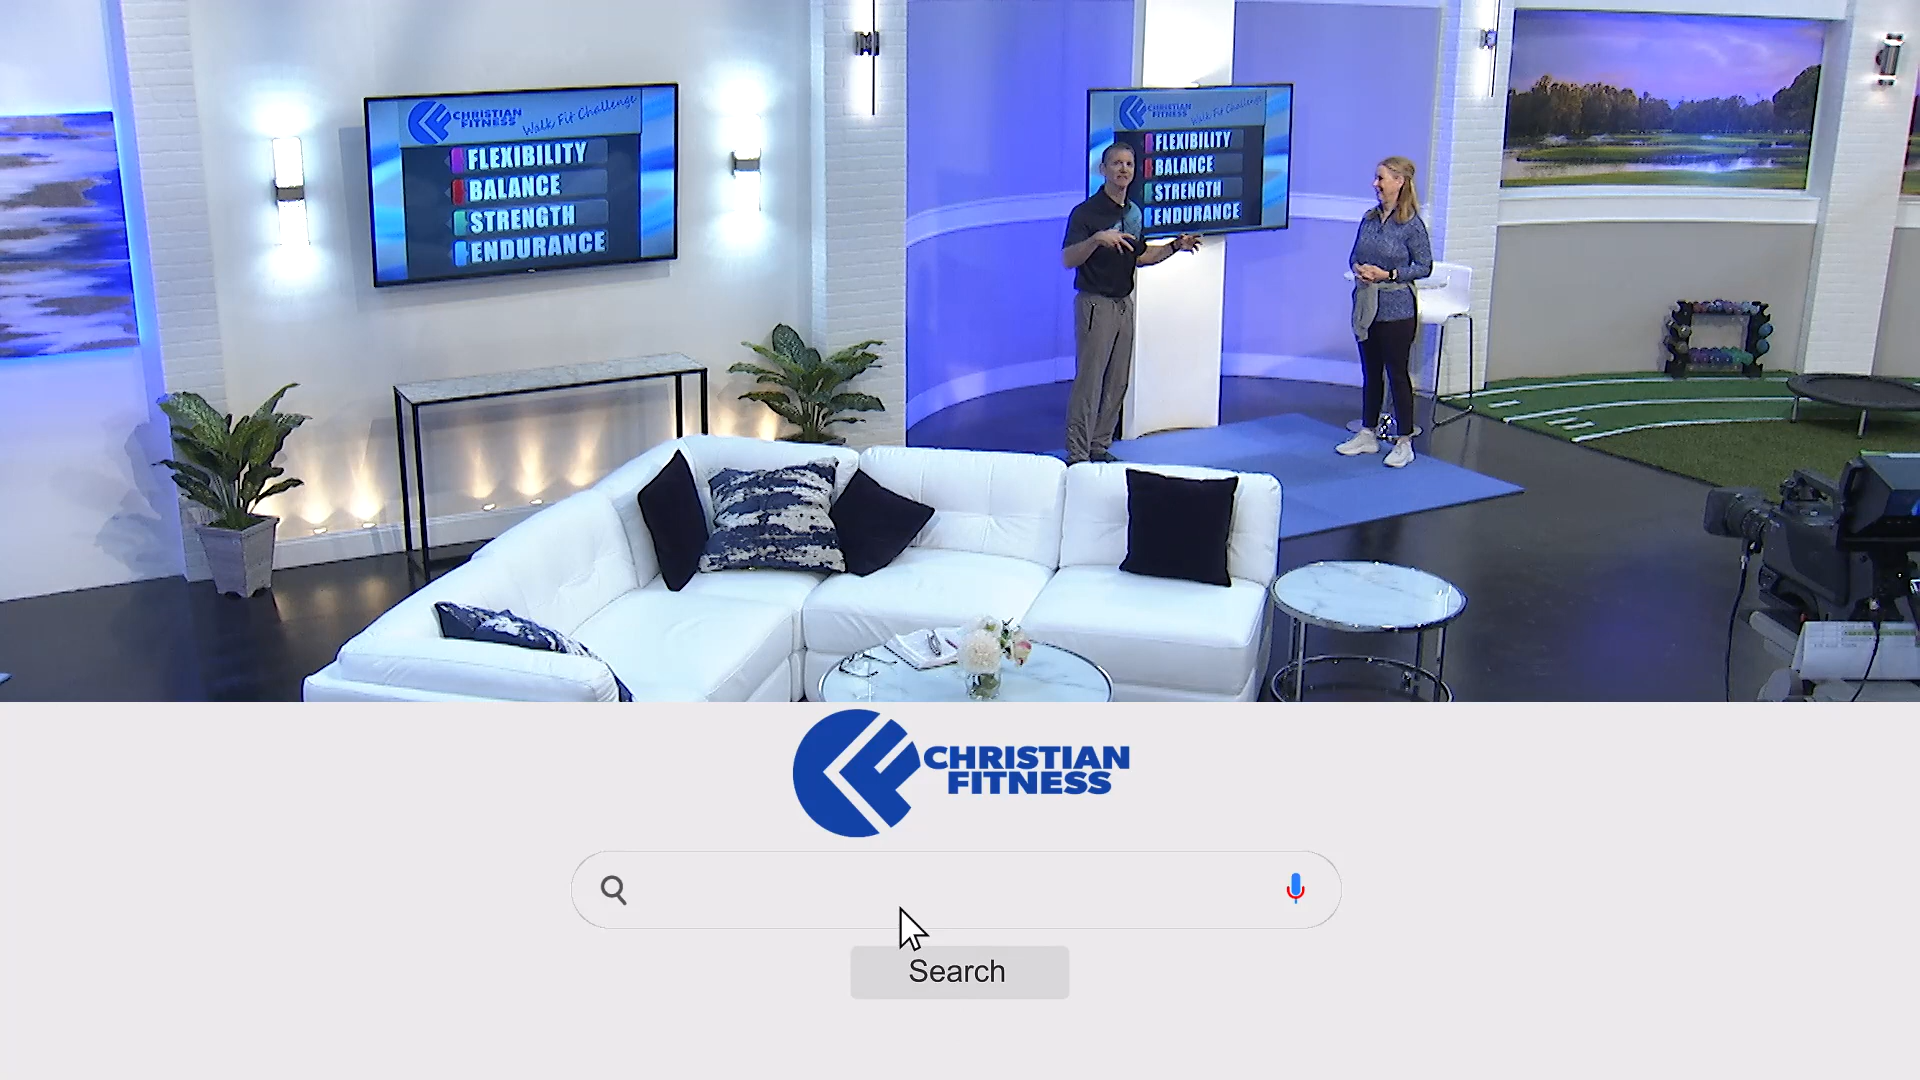 CHRISTIAN
FITNESS
Walk Fit Challenge
FLEXIBILITY
BALANCE
STRENGTH
ENDURANCE
CHRISTIAN
FITNESS
Walk Fit Challenge
FLEXIBILITY
BALANCE
STRENGTH
ENDURANCE
CHRISTIAN
FITNESS
Search